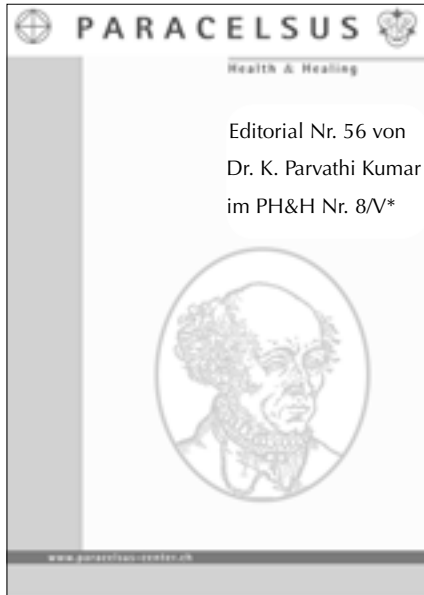 PARACELSUS
Health & Healing
Editorial Nr. 56 von
Dr. K. Parvathi Kumar
im PH&H Nr. 8/V*
www.paracelsus-center.ch